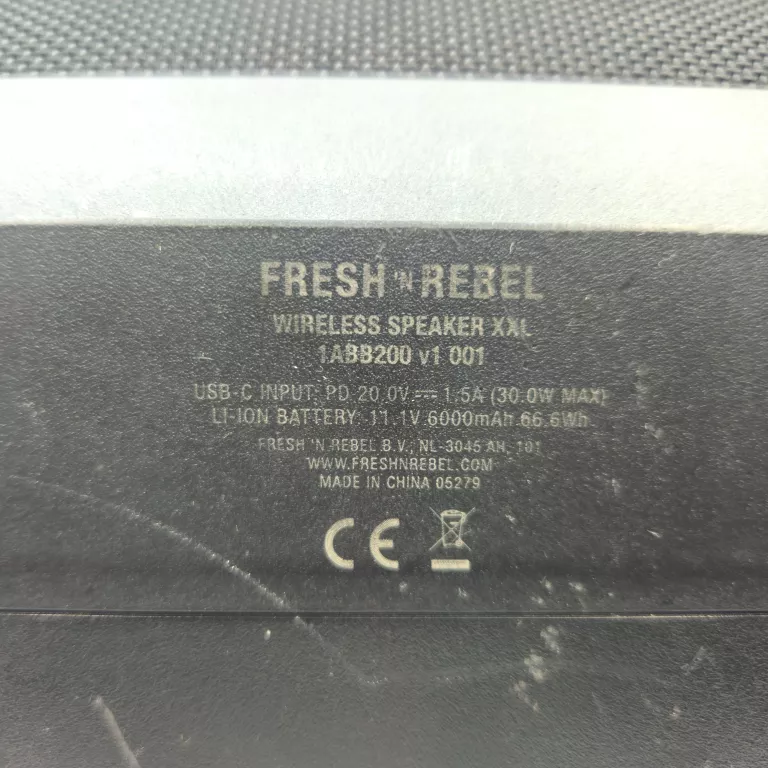 FRESH 'N REBEL
WIRELESS SPEAKER XXL
1ABB200 v1 001
USB-C INPUT: PD 20.0V⎓1.5A (30.0W MAX)
LI-ION BATTERY: 11.1V 6000mAh 66.6Wh
FRESH 'N REBEL B.V., NL-3045 AH, 101
WWW.FRESHNREBEL.COM
MADE IN CHINA 05279
CE